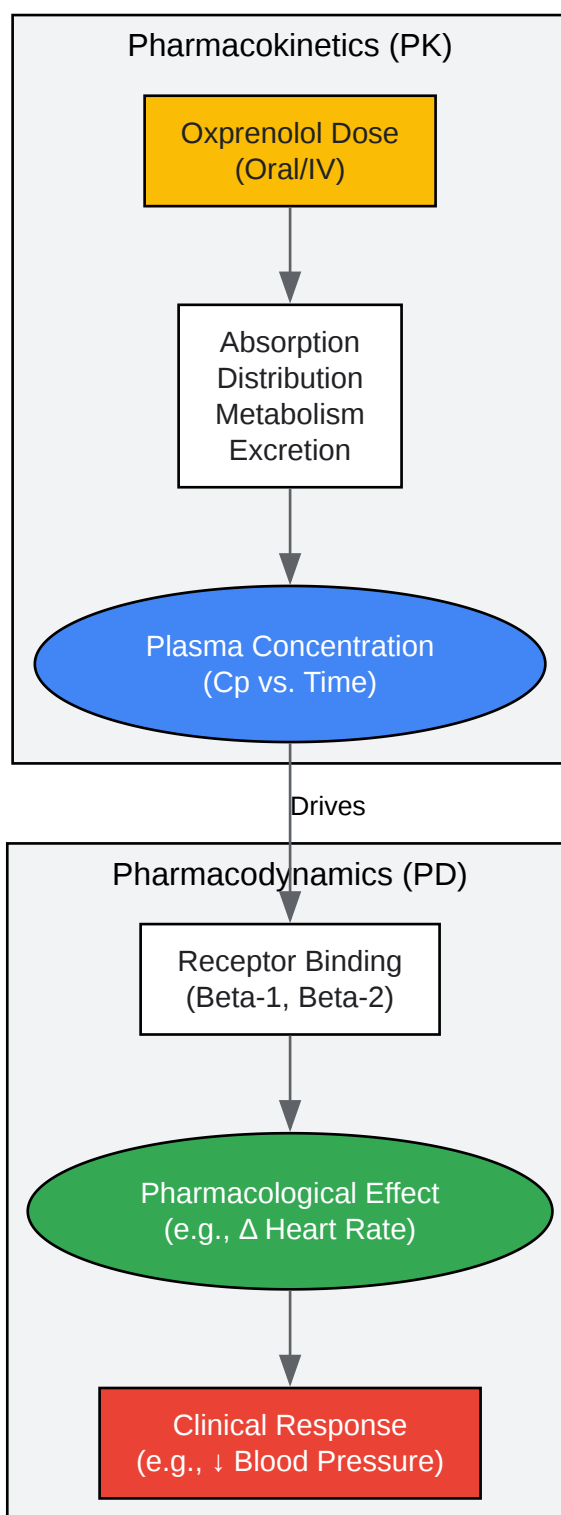 Pharmacokinetics (PK)
Oxprenolol Dose
(Oral/IV)
Absorption
Distribution
Metabolism
Excretion
Plasma Concentration
(Cp vs. Time)
Drives
Pharmacodynamics (PD)
Receptor Binding
(Beta-1, Beta-2)
Pharmacological Effect
(e.g., Δ Heart Rate)
Clinical Response
(e.g., ↓ Blood Pressure)